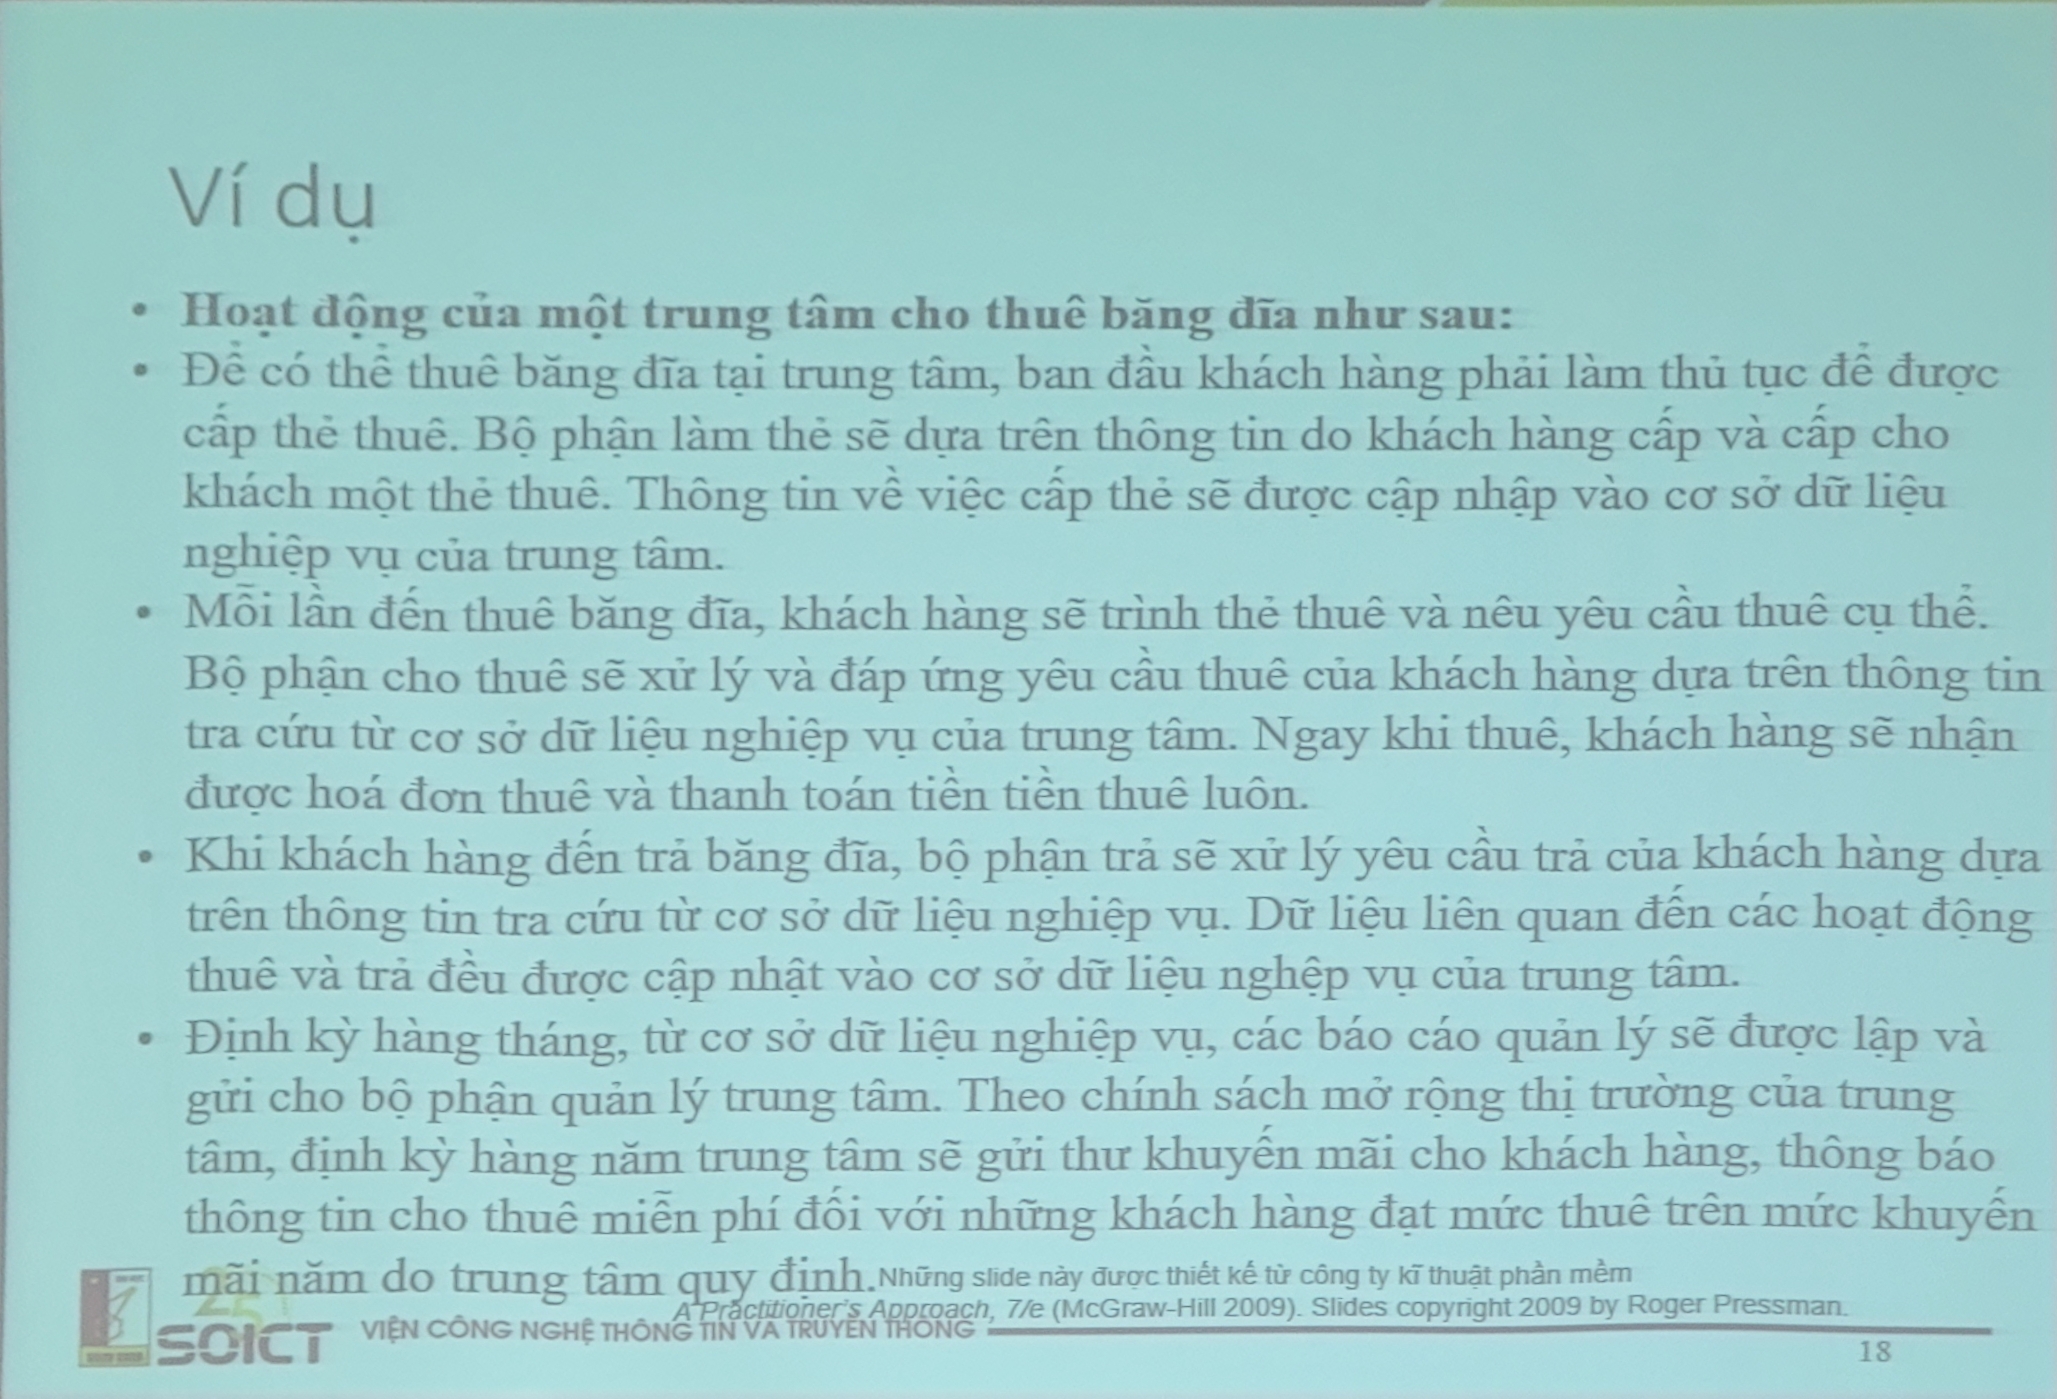 Ví dụ
• Hoạt động của một trung tâm cho thuê băng đĩa như sau:
• Để có thể thuê băng đĩa tại trung tâm, ban đầu khách hàng phải làm thủ tục để được
cấp thẻ thuê. Bộ phận làm thẻ sẽ dựa trên thông tin do khách hàng cấp và cấp cho
khách một thẻ thuê. Thông tin về việc cấp thẻ sẽ được cập nhập vào cơ sở dữ liệu
nghiệp vụ của trung tâm.
• Mỗi lần đến thuê băng đĩa, khách hàng sẽ trình thẻ thuê và nêu yêu cầu thuê cụ thể.
Bộ phận cho thuê sẽ xử lý và đáp ứng yêu cầu thuê của khách hàng dựa trên thông tin
tra cứu từ cơ sở dữ liệu nghiệp vụ của trung tâm. Ngay khi thuê, khách hàng sẽ nhận
được hoá đơn thuê và thanh toán tiền tiền thuê luôn.
• Khi khách hàng đến trả băng đĩa, bộ phận trả sẽ xử lý yêu cầu trả của khách hàng dựa
trên thông tin tra cứu từ cơ sở dữ liệu nghiệp vụ. Dữ liệu liên quan đến các hoạt động
thuê và trả đều được cập nhật vào cơ sở dữ liệu nghệp vụ của trung tâm.
• Định kỳ hàng tháng, từ cơ sở dữ liệu nghiệp vụ, các báo cáo quản lý sẽ được lập và
gửi cho bộ phận quản lý trung tâm. Theo chính sách mở rộng thị trường của trung
tâm, định kỳ hàng năm trung tâm sẽ gửi thư khuyến mãi cho khách hàng, thông báo
thông tin cho thuê miễn phí đối với những khách hàng đạt mức thuê trên mức khuyến
mãi năm do trung tâm quy định.
Những slide này được thiết kế từ công ty kĩ thuật phần mềm
A Practitioner's Approach, 7/e (McGraw-Hill 2009). Slides copyright 2009 by Roger Pressman.
25
SOICT
VIỆN CÔNG NGHỆ THÔNG TIN VÀ TRUYỀN THÔNG
18